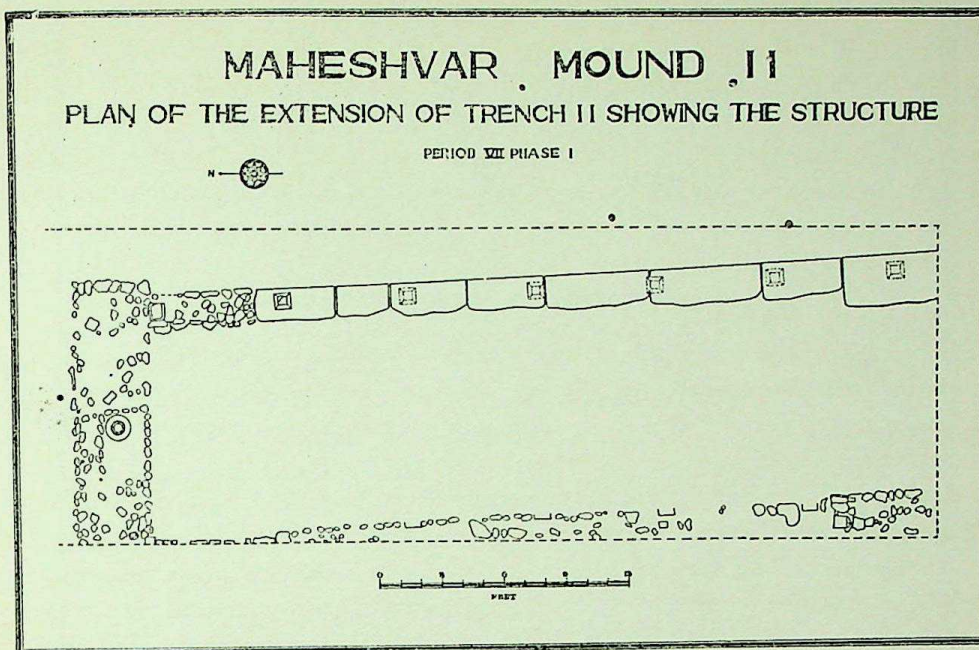 MAHESHVAR MOUND II
PLAN OF THE EXTENSION OF TRENCH II SHOWING THE STRUCTURE
PERIOD VII PHASE I
N
FEET